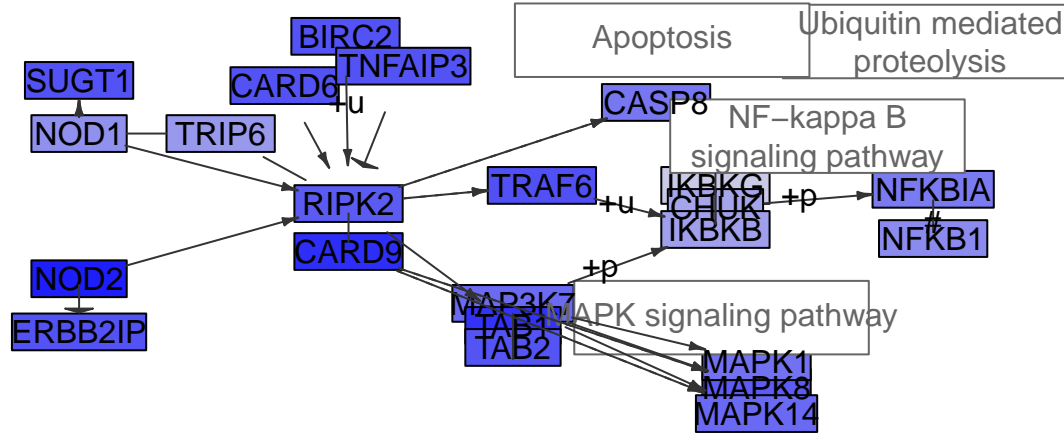 BIRC2
TNFAIP3
CARD6
+u
SUGT1
NOD1
TRIP6
RIPK2
CARD9
NOD2
ERBB2IP
Apoptosis
Ubiquitin mediated
proteolysis
CASP8
NF−kappa B
signaling pathway
TRAF6
+u
IKBKG
CHUK
IKBKB
+p
NFKBIA
#
NFKB1
+p
MAP3K7
TAB1
TAB2
MAPK signaling pathway
MAPK1
MAPK8
MAPK14